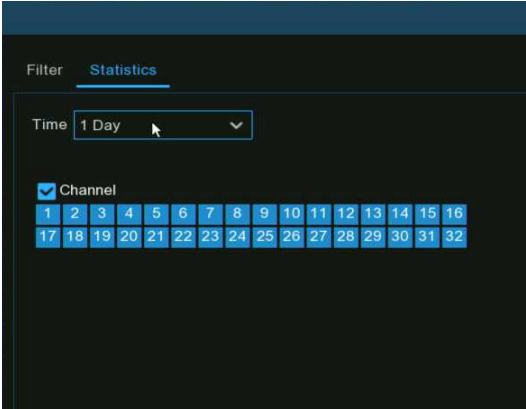 Filter Statistics
Time 1 Day
Channel
1 2 3 4 5 6 7 8 9 10 11 12 13 14 15 16
17 18 19 20 21 22 23 24 25 26 27 28 29 30 31 32